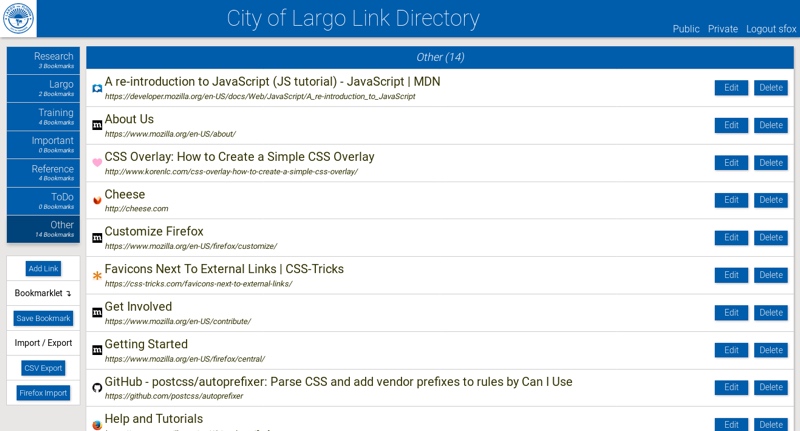 City of Largo Link Directory
Public Private Logout sfox
Research
3 Bookmarks
Largo
2 Bookmarks
Training
4 Bookmarks
Important
0 Bookmarks
Reference
4 Bookmarks
ToDo
0 Bookmarks
Other
14 Bookmarks
Add Link
Bookmarklet ↴
Save Bookmark
Import / Export
CSV Export
Firefox Import
Other (14)
A re-introduction to JavaScript (JS tutorial) - JavaScript | MDN
https://developer.mozilla.org/en-US/docs/Web/JavaScript/A_re-introduction_to_JavaScript
Edit Delete
About Us
https://www.mozilla.org/en-US/about/
Edit Delete
CSS Overlay: How to Create a Simple CSS Overlay
http://www.korenlc.com/css-overlay-how-to-create-a-simple-css-overlay/
Edit Delete
Cheese
http://cheese.com
Edit Delete
Customize Firefox
https://www.mozilla.org/en-US/firefox/customize/
Edit Delete
Favicons Next To External Links | CSS-Tricks
https://css-tricks.com/favicons-next-to-external-links/
Edit Delete
Get Involved
https://www.mozilla.org/en-US/contribute/
Edit Delete
Getting Started
https://www.mozilla.org/en-US/firefox/central/
Edit Delete
GitHub - postcss/autoprefixer: Parse CSS and add vendor prefixes to rules by Can I Use
https://github.com/postcss/autoprefixer
Edit Delete
Help and Tutorials
Edit Delete